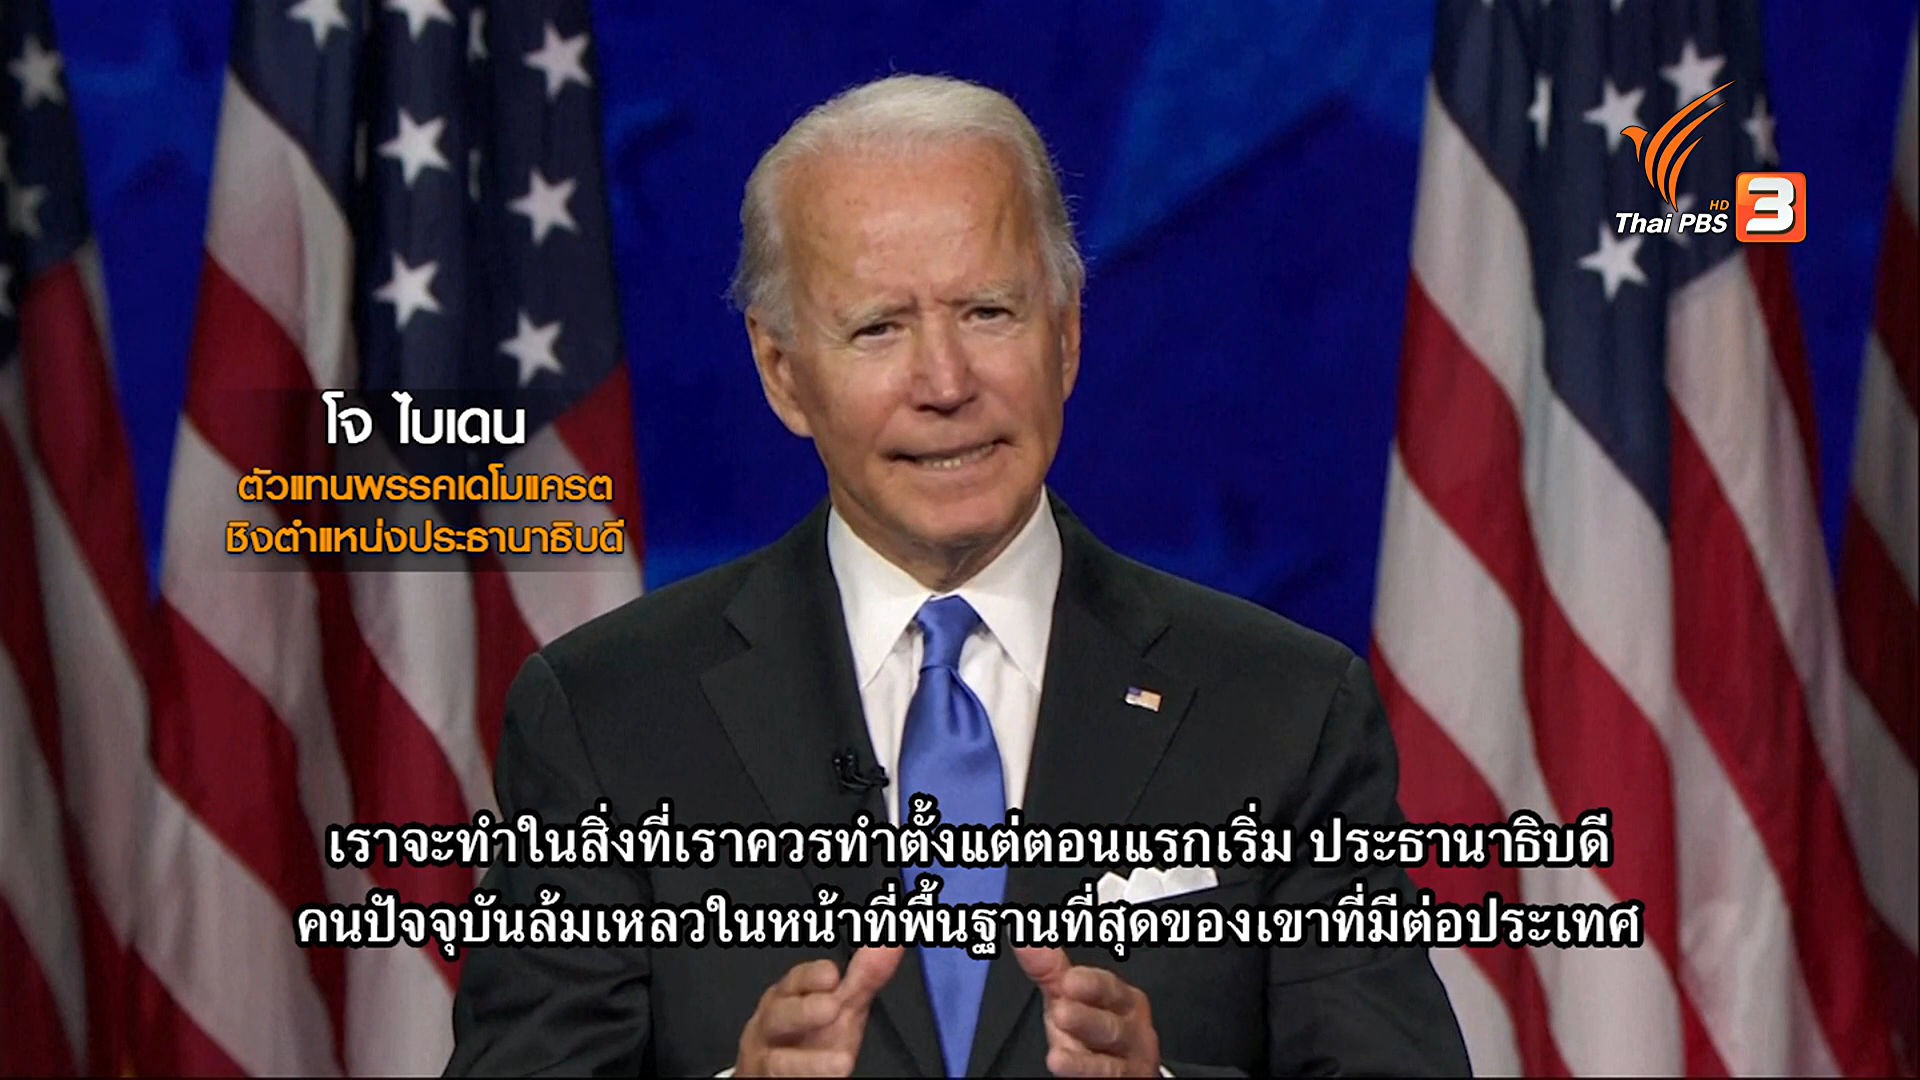 HD
Thai PBS 3
โจ ไบเดน
ตัวแทนพรรคเดโมแครต
ชิงตำแหน่งประธานาธิบดี
เราจะทำในสิ่งที่เราควรทำตั้งแต่ตอนแรกเริ่ม ประธานาธิบดี
คนปัจจุบันล้มเหลวในหน้าที่พื้นฐานที่สุดของเขาที่มีต่อประเทศ